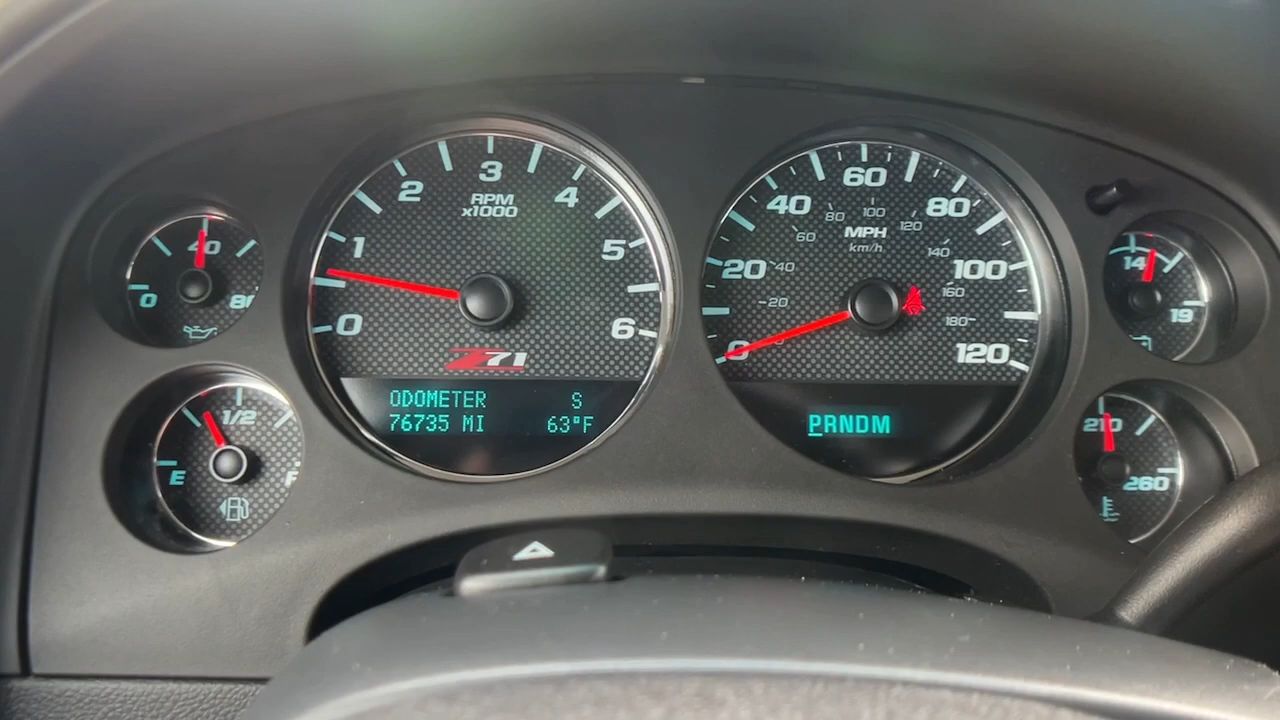 40
0 80
1/2
E F
0 1 2 3 4 5 6
RPM
x1000
Z71
ODOMETER S
76735 MI 63°F
0 20 40 60 80 100 120
20 40 60 80 100 120 140 160 180
MPH
km/h
PRNDM
14
19
210
260